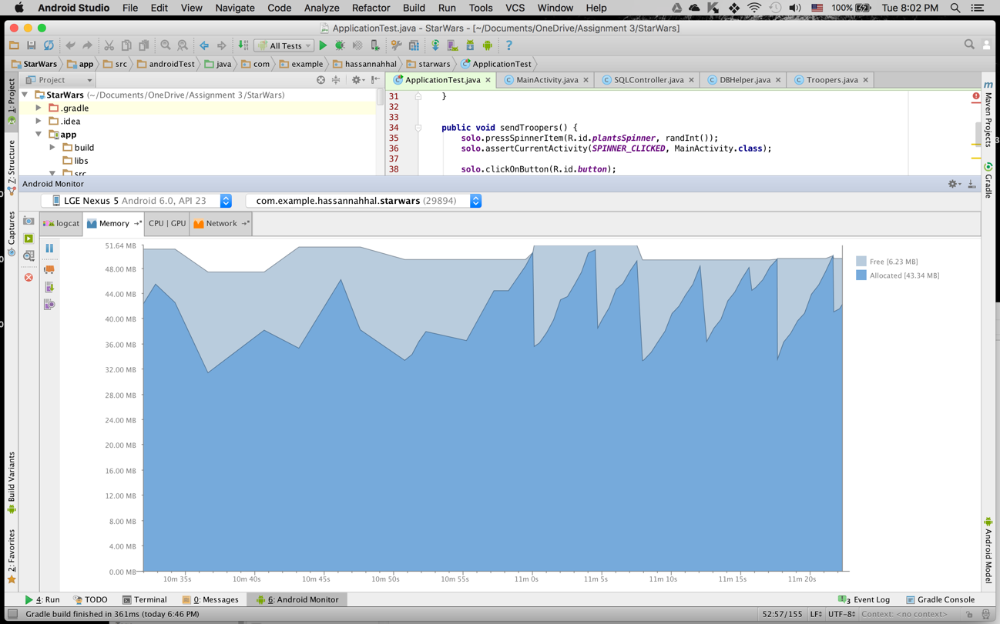 Android Studio File Edit View Navigate Code Analyze Refactor Build Run Tools VCS Window Help 100% Tue 8:02 PM
ApplicationTest.java - StarWars - [~/Documents/OneDrive/Assignment 3/StarWars]
All Tests
StarWars app src androidTest java com example hassannahhal starwars ApplicationTest
Project
ApplicationTest.java MainActivity.java SQLController.java DBHelper.java Troopers.java
StarWars (~/Documents/OneDrive/Assignment 3/StarWars)
.gradle
.idea
app
build
libs
src
31 }
32
33
34 public void sendTroopers() {
35 solo.pressSpinnerItem(R.id.plantsSpinner, randInt());
36 solo.assertCurrentActivity(SPINNER_CLICKED, MainActivity.class);
37
38 solo.clickOnButton(R.id.button);
1: Project
7: Structure
Captures
Build Variants
2: Favorites
Maven Projects
Gradle
Android Model
Android Monitor
LGE Nexus 5 Android 6.0, API 23 com.example.hassannahhal.starwars (29894)
logcat Memory CPU | GPU Network
51.64 MB
48.00 MB
44.00 MB
40.00 MB
36.00 MB
32.00 MB
28.00 MB
24.00 MB
20.00 MB
16.00 MB
12.00 MB
8.00 MB
4.00 MB
0.00 MB
Free [6.23 MB]
Allocated [43.34 MB]
10m 35s 10m 40s 10m 45s 10m 50s 10m 55s 11m 0s 11m 5s 11m 10s 11m 15s 11m 20s
4: Run TODO Terminal 0: Messages 6: Android Monitor 3 Event Log Gradle Console
Gradle build finished in 361ms (today 6:46 PM) 52:57/155 LF UTF-8 Context: <no context>